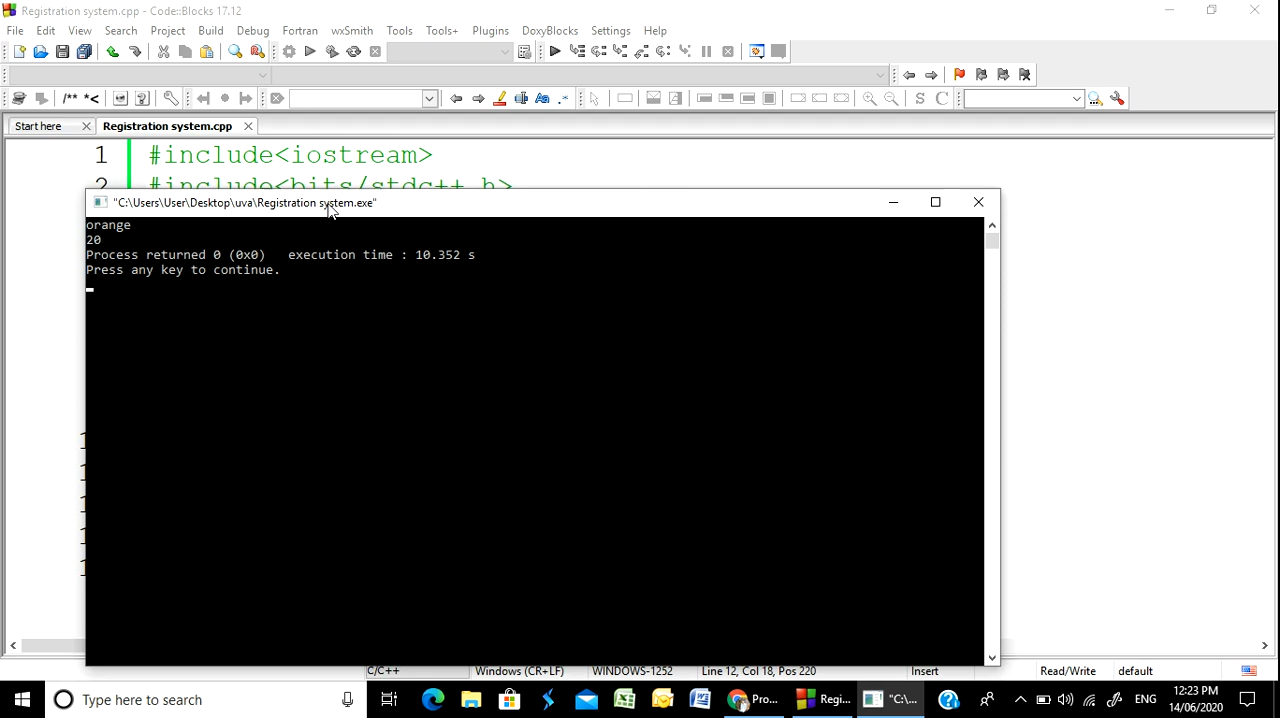 Registration system.cpp - Code::Blocks 17.12
File Edit View Search Project Build Debug Fortran wxSmith Tools Tools+ Plugins DoxyBlocks Settings Help
/** *<
S C
Start here Registration system.cpp
1 #include<iostream>
2 #include<bits/stdc++.h>
"C:\Users\User\Desktop\uva\Registration system.exe"
orange
20
Process returned 0 (0x0) execution time : 10.352 s
Press any key to continue.
C/C++ Windows (CR+LF) WINDOWS-1252 Line 12, Col 18, Pos 220 Insert Read/Write default
Type here to search Pro... Regi... "C:\... ENG 12:23 PM
14/06/2020